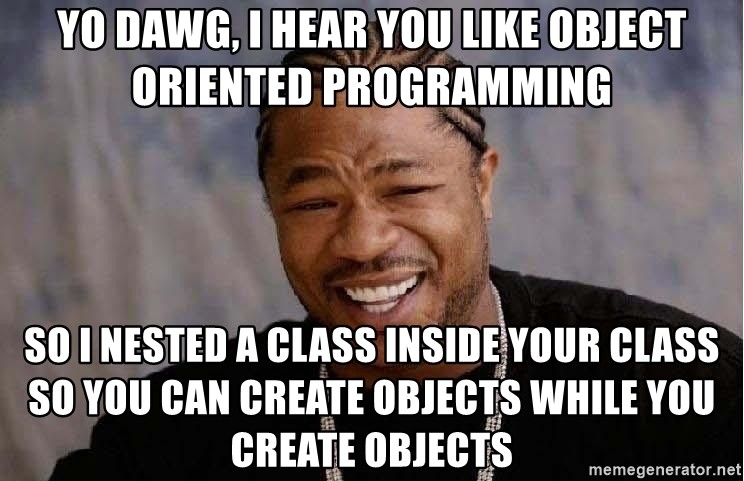 YO DAWG, I HEAR YOU LIKE OBJECT
ORIENTED PROGRAMMING
SO I NESTED A CLASS INSIDE YOUR CLASS
SO YOU CAN CREATE OBJECTS WHILE YOU
CREATE OBJECTS
memegenerator.net